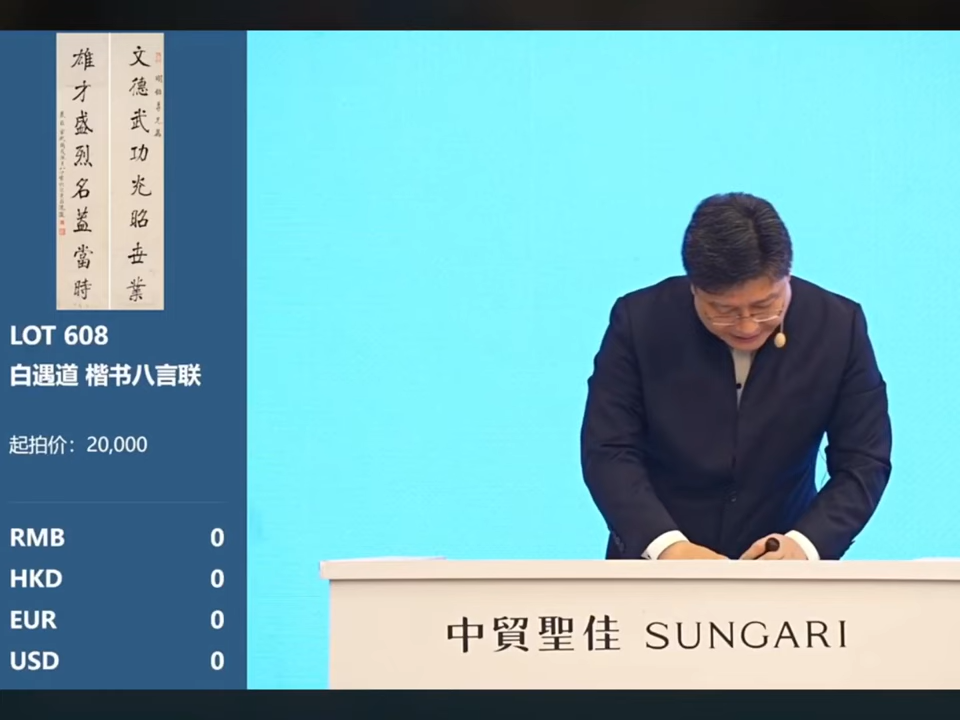 文德武功兆昭世業
雄才盛烈名蓋當時
LOT 608
白遇道 楷书八言联
起拍价：20,000
RMB 0
HKD 0
EUR 0
USD 0
中貿聖佳 SUNGARI